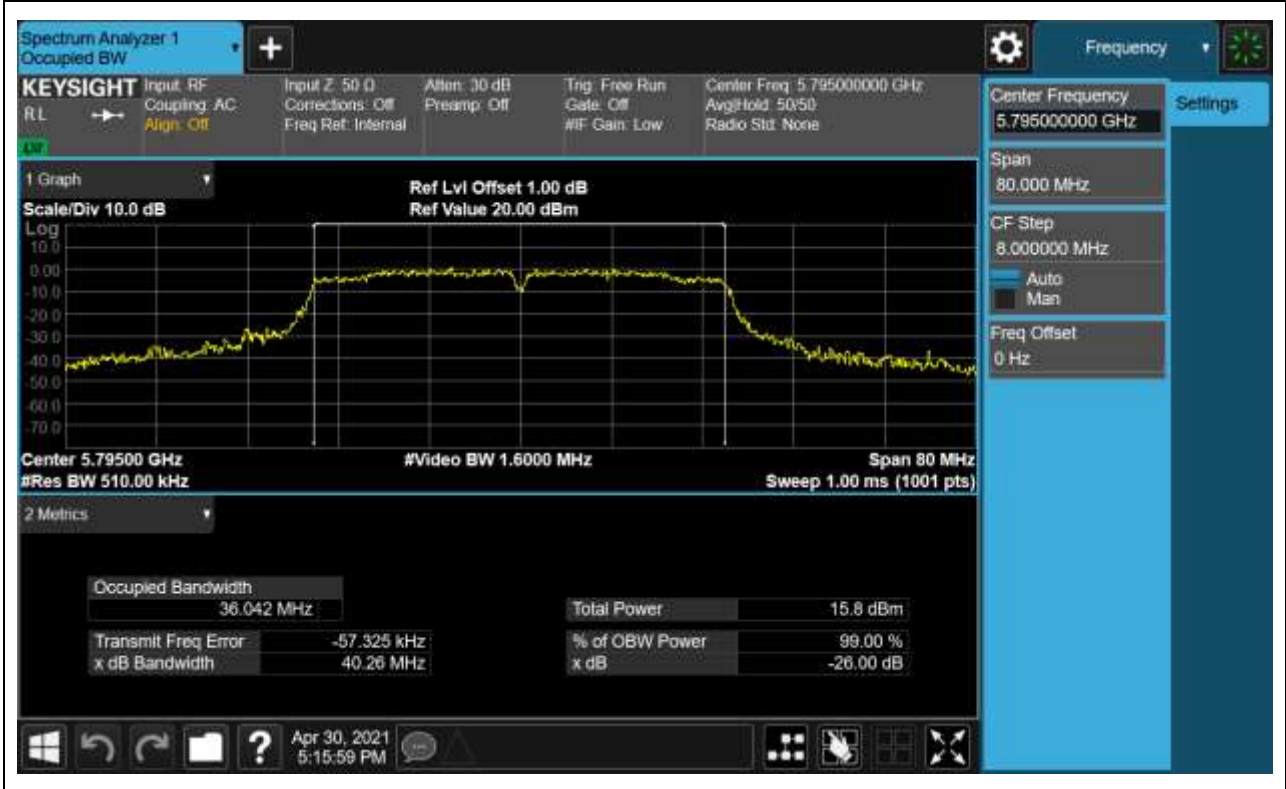 Spectrum Analyzer 1
Occupied BW
Frequency
KEYSIGHT
RL
Input: RF
Coupling: AC
Align: Off
Input Z: 50 Ω
Corrections: Off
Freq Ref: Internal
Atten: 30 dB
Preamp: Off
Trig: Free Run
Gate: Off
#IF Gain: Low
Center Freq: 5.795000000 GHz
Avg|Hold: 50/50
Radio Std: None
Center Frequency
5.795000000 GHz
Settings
Span
80.000 MHz
CF Step
8.000000 MHz
Auto
Man
Freq Offset
0 Hz
1 Graph
Scale/Div 10.0 dB
Ref Lvl Offset 1.00 dB
Ref Value 20.00 dBm
Log
10.0
0.00
-10.0
-20.0
-30.0
-40.0
-50.0
-60.0
-70.0
Center 5.79500 GHz
#Video BW 1.6000 MHz
Span 80 MHz
#Res BW 510.00 kHz
Sweep 1.00 ms (1001 pts)
2 Metrics
Occupied Bandwidth
36.042 MHz
Total Power 15.8 dBm
Transmit Freq Error -57.325 kHz
% of OBW Power 99.00 %
x dB Bandwidth 40.26 MHz
x dB -26.00 dB
?
Apr 30, 2021
5:15:59 PM